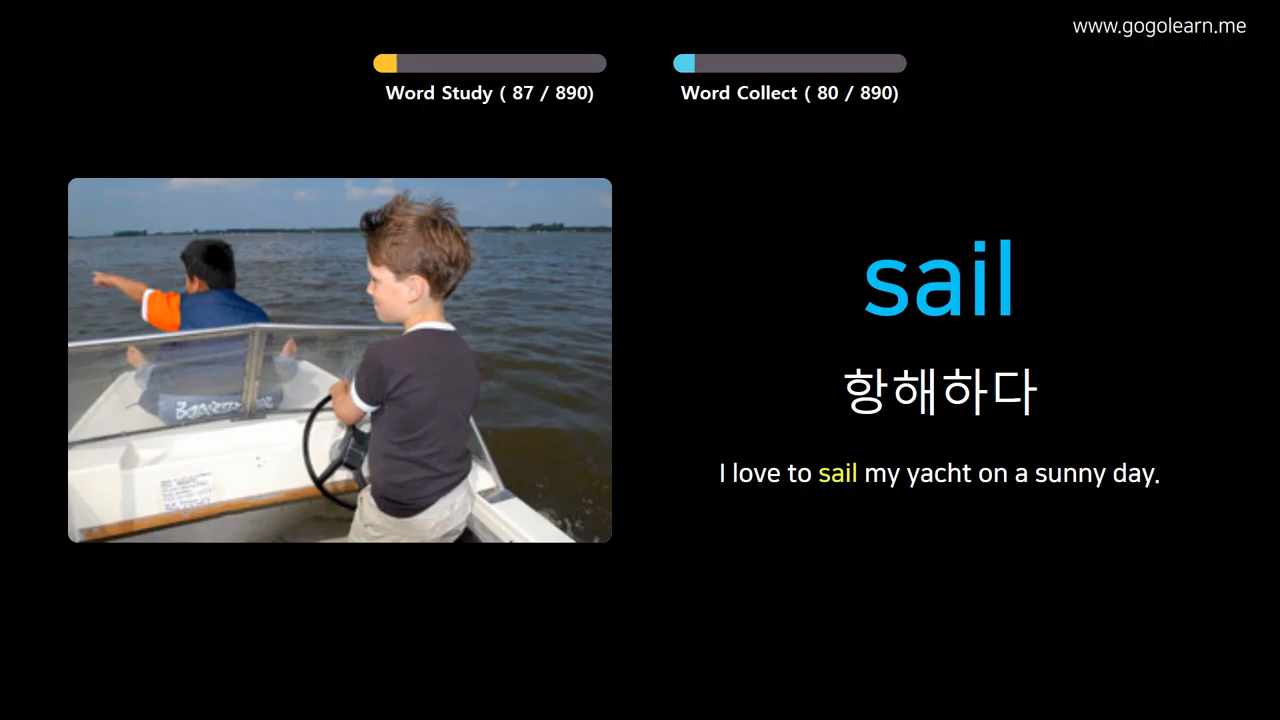 www.gogolearn.me
Word Study ( 87 / 890)
Word Collect ( 80 / 890)
sail
항해하다
I love to sail my yacht on a sunny day.